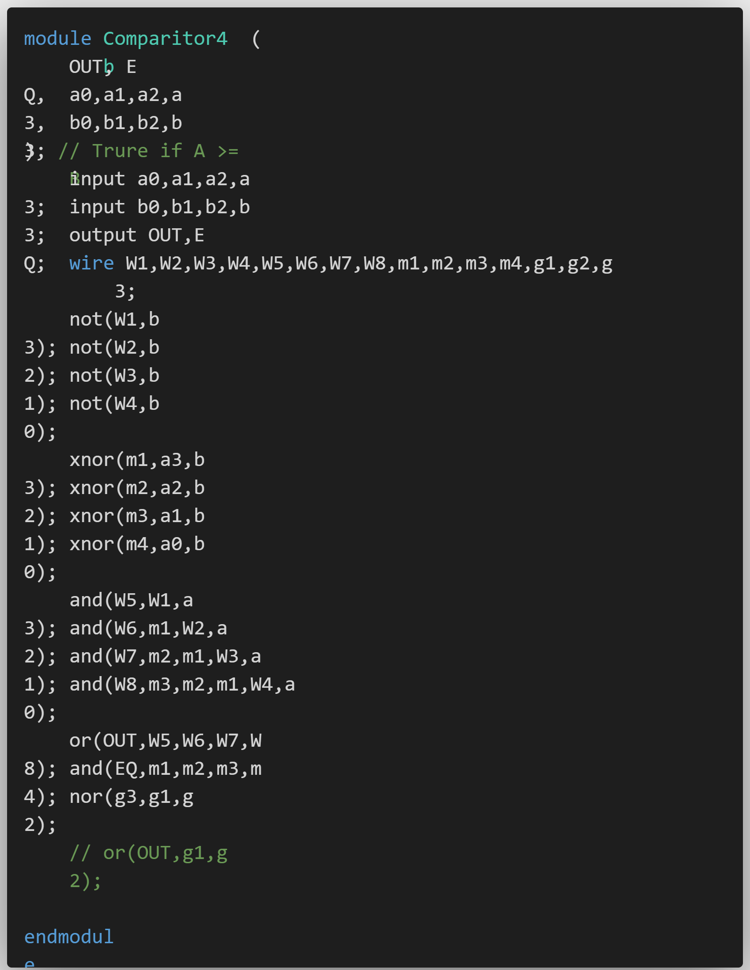 module Comparitor4  (
    OUT, b E
Q,  a0,a1,a2,a
3,  b0,b1,b2,b
3; ) // Trure if A >=
    B input a0,a1,a2,a
3;  input b0,b1,b2,b
3;  output OUT,E
Q;  wire W1,W2,W3,W4,W5,W6,W7,W8,m1,m2,m3,m4,g1,g2,g
        3;
    not(W1,b
3); not(W2,b
2); not(W3,b
1); not(W4,b
0);
    xnor(m1,a3,b
3); xnor(m2,a2,b
2); xnor(m3,a1,b
1); xnor(m4,a0,b
0);
    and(W5,W1,a
3); and(W6,m1,W2,a
2); and(W7,m2,m1,W3,a
1); and(W8,m3,m2,m1,W4,a
0);
    or(OUT,W5,W6,W7,W
8); and(EQ,m1,m2,m3,m
4); nor(g3,g1,g
2);
    // or(OUT,g1,g
    2);
endmodul
e